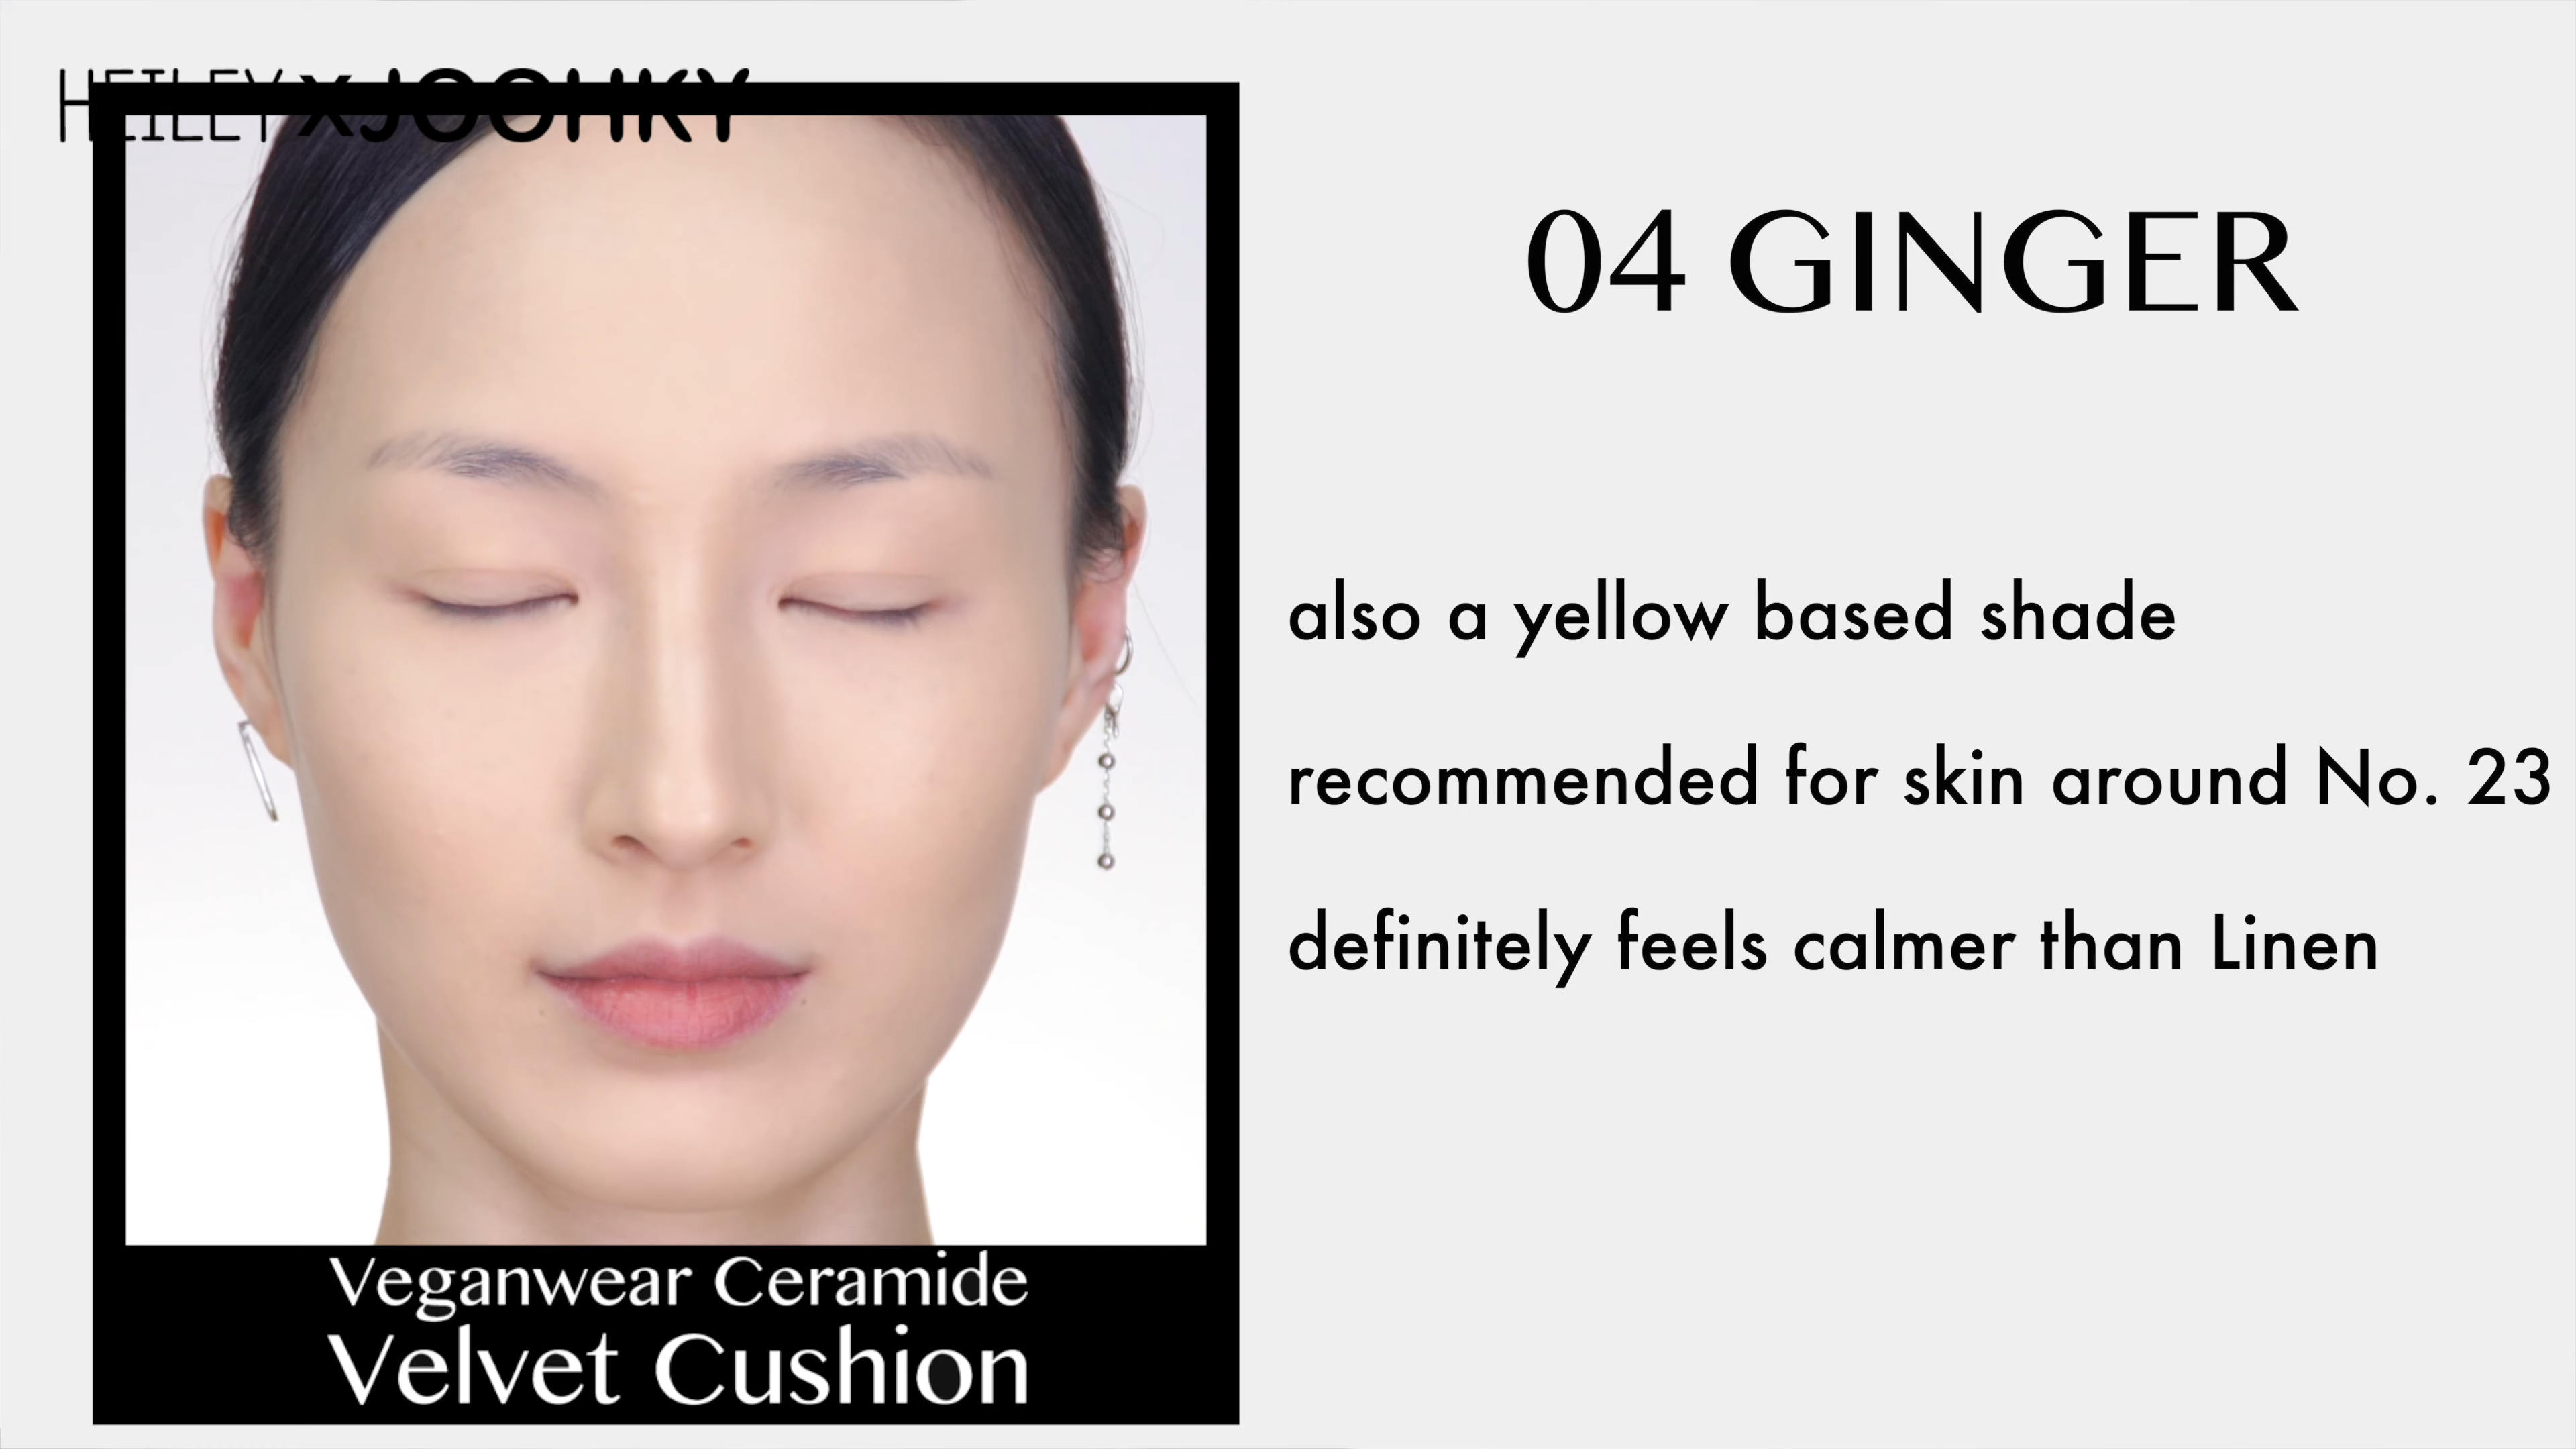 HEILEY X JOOHKY
04 GINGER
also a yellow based shade
recommended for skin around No. 23
definitely feels calmer than Linen
Veganwear Ceramide
Velvet Cushion